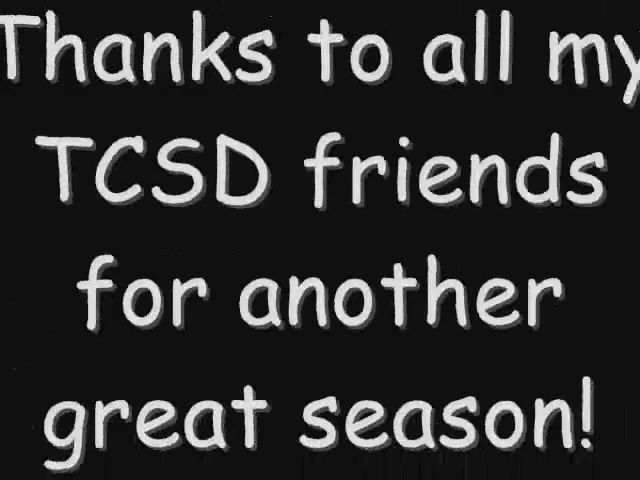 Thanks to all my
TCSD friends
for another
great season!